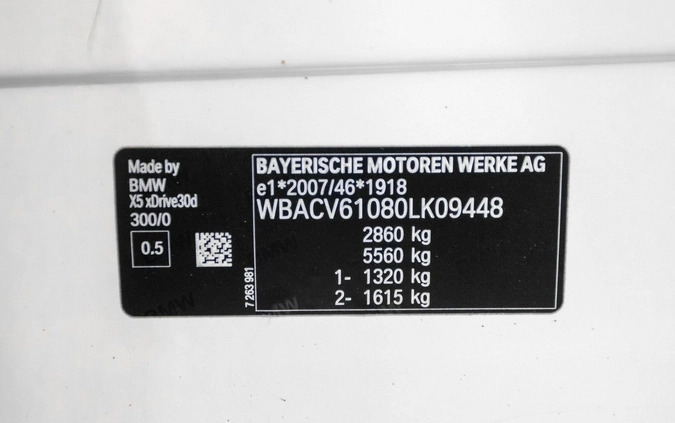 Made by
BMW
X5 xDrive30d
300/0
0.5
7 263 981
BAYERISCHE MOTOREN WERKE AG
e1*2007/46*1918
WBACV61080LK09448
2860 kg
5560 kg
1- 1320 kg
2- 1615 kg